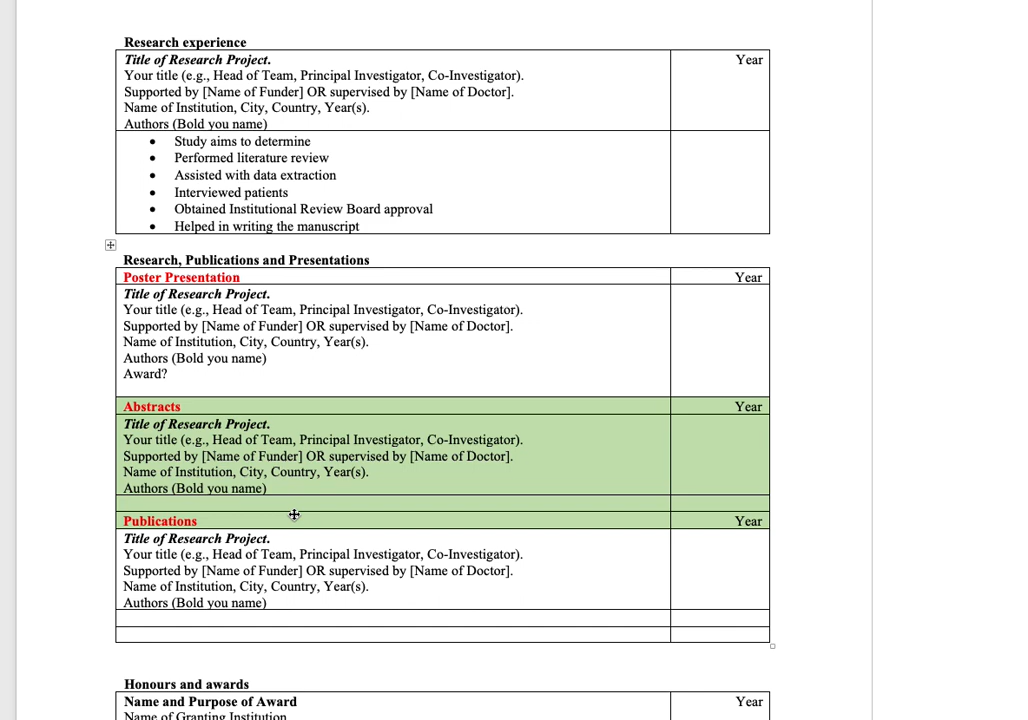 Research experience
Title of Research Project. Year
Your title (e.g., Head of Team, Principal Investigator, Co-Investigator).
Supported by [Name of Funder] OR supervised by [Name of Doctor].
Name of Institution, City, Country, Year(s).
Authors (Bold you name)
• Study aims to determine
• Performed literature review
• Assisted with data extraction
• Interviewed patients
• Obtained Institutional Review Board approval
• Helped in writing the manuscript
Research, Publications and Presentations
Poster Presentation Year
Title of Research Project.
Your title (e.g., Head of Team, Principal Investigator, Co-Investigator).
Supported by [Name of Funder] OR supervised by [Name of Doctor].
Name of Institution, City, Country, Year(s).
Authors (Bold you name)
Award?
Abstracts Year
Title of Research Project.
Your title (e.g., Head of Team, Principal Investigator, Co-Investigator).
Supported by [Name of Funder] OR supervised by [Name of Doctor].
Name of Institution, City, Country, Year(s).
Authors (Bold you name)
Publications Year
Title of Research Project.
Your title (e.g., Head of Team, Principal Investigator, Co-Investigator).
Supported by [Name of Funder] OR supervised by [Name of Doctor].
Name of Institution, City, Country, Year(s).
Authors (Bold you name)
Honours and awards
Name and Purpose of Award Year
Name of Granting Institution